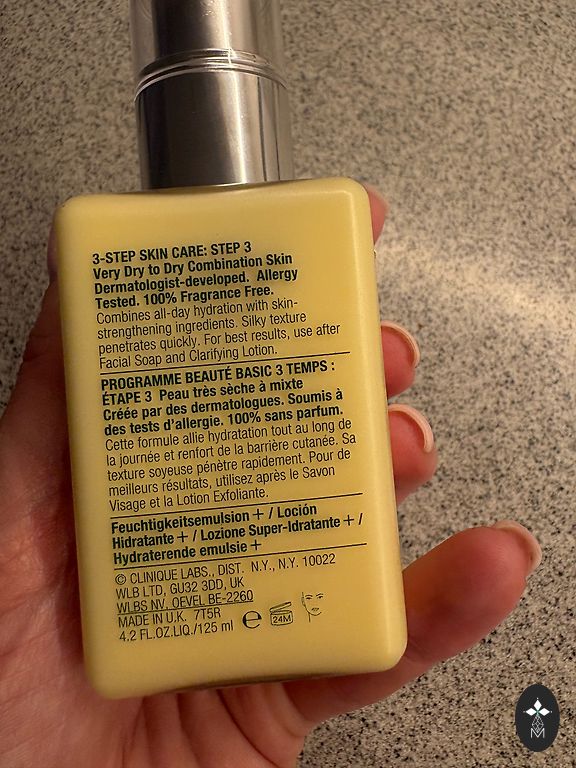 3-STEP SKIN CARE: STEP 3
Very Dry to Dry Combination Skin
Dermatologist-developed. Allergy
Tested. 100% Fragrance Free.
Combines all-day hydration with skin-
strengthening ingredients. Silky texture
penetrates quickly. For best results, use after
Facial Soap and Clarifying Lotion.
PROGRAMME BEAUTÉ BASIC 3 TEMPS :
ÉTAPE 3 Peau très sèche à mixte
Créée par des dermatologues. Soumis à
des tests d'allergie. 100% sans parfum.
Cette formule allie hydratation tout au long de
la journée et renfort de la barrière cutanée. Sa
texture soyeuse pénètre rapidement. Pour de
meilleurs résultats, utilisez après le Savon
Visage et la Lotion Exfoliante.
Feuchtigkeitsemulsion + / Loción
Hidratante + / Lozione Super-Idratante + /
Hydraterende emulsie +
© CLINIQUE LABS., DIST. N.Y., N.Y. 10022
WLB LTD, GU32 3DD, UK
WLBS NV. OEVEL BE-2260
MADE IN U.K. 7T5R
4.2 FL.OZ.LIQ./125 ml e 24M
M